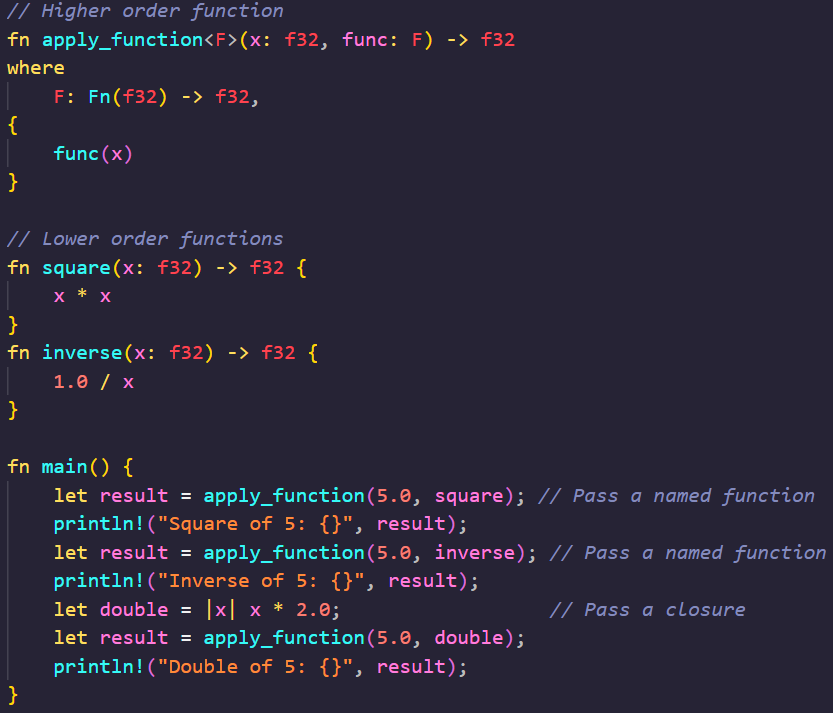 // Higher order function
fn apply_function<F>(x: f32, func: F) -> f32
where
    F: Fn(f32) -> f32,
{
    func(x)
}

// Lower order functions
fn square(x: f32) -> f32 {
    x * x
}
fn inverse(x: f32) -> f32 {
    1.0 / x
}

fn main() {
    let result = apply_function(5.0, square); // Pass a named function
    println!("Square of 5: {}", result);
    let result = apply_function(5.0, inverse); // Pass a named function
    println!("Inverse of 5: {}", result);
    let double = |x| x * 2.0;                  // Pass a closure
    let result = apply_function(5.0, double);
    println!("Double of 5: {}", result);
}